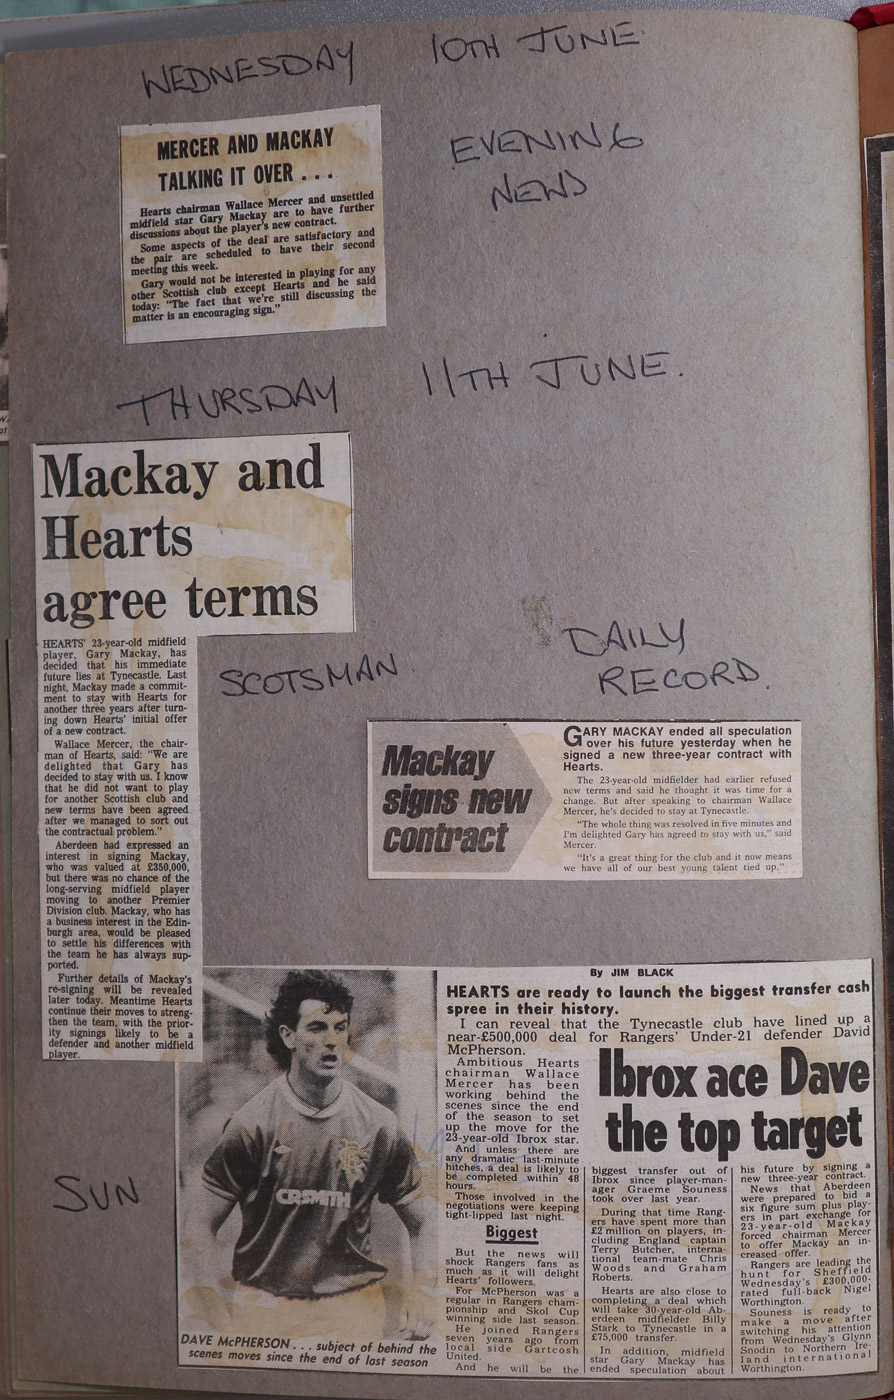 WEDNESDAY 10TH JUNE
EVENING
NEWS
MERCER AND MACKAY
TALKING IT OVER . . .
Hearts chairman Wallace Mercer and unsettled
midfield star Gary Mackay are to have further
discussions about the player's new contract.
Some aspects of the deal are satisfactory and
the pair are scheduled to have their second
meeting this week.
Gary would not be interested in playing for any
other Scottish club except Hearts and he said
today: "The fact that we're still discussing the
matter is an encouraging sign."
THURSDAY 11TH JUNE.
Mackay and
Hearts
agree terms
HEARTS' 23-year-old midfield
player, Gary Mackay, has
decided that his immediate
future lies at Tynecastle. Last
night, Mackay made a commit-
ment to stay with Hearts for
another three years after turn-
ing down Hearts' initial offer
of a new contract.
Wallace Mercer, the chair-
man of Hearts, said: "We are
delighted that Gary has
decided to stay with us. I know
that he did not want to play
for another Scottish club and
new terms have been agreed
after we managed to sort out
the contractual problem."
Aberdeen had expressed an
interest in signing Mackay,
who was valued at £350,000,
but there was no chance of the
long-serving midfield player
moving to another Premier
Division club. Mackay, who has
a business interest in the Edin-
burgh area, would be pleased
to settle his differences with
the team he has always sup-
ported.
Further details of Mackay's
re-signing will be revealed
later today. Meantime Hearts
continue their moves to streng-
then the team, with the prior-
ity signings likely to be a
defender and another midfield
player.
SCOTSMAN
DAILY
RECORD.
Mackay
signs new
contract
GARY MACKAY ended all speculation
over his future yesterday when he
signed a new three-year contract with
Hearts.
The 23-year-old midfielder had earlier refused
new terms and said he thought it was time for a
change. But after speaking to chairman Wallace
Mercer, he's decided to stay at Tynecastle.
"The whole thing was resolved in five minutes and
I'm delighted Gary has agreed to stay with us," said
Mercer.
"It's a great thing for the club and it now means
we have all of our best young talent tied up."
SUN
CR SMITH
DAVE McPHERSON . . . subject of behind the
scenes moves since the end of last season
By JIM BLACK
HEARTS are ready to launch the biggest transfer cash
spree in their history.
I can reveal that the Tynecastle club have lined up a
near-£500,000 deal for Rangers' Under-21 defender David
McPherson.
Ibrox ace Dave
the top target
Ambitious Hearts
chairman Wallace
Mercer has been
working behind the
scenes since the end
of the season to set
up the move for the
23-year-old Ibrox star.
And unless there are
any dramatic last-minute
hitches, a deal is likely to
be completed within 48
hours.
Those involved in the
negotiations were keeping
tight-lipped last night.
Biggest
But the news will
shock Rangers fans as
much as it will delight
Hearts' followers.
For McPherson was a
regular in Rangers cham-
pionship and Skol Cup
winning side last season.
He joined Rangers
seven years ago from
local side Gartcosh
United.
And he will be the
biggest transfer out of
Ibrox since player-man-
ager Graeme Souness
took over last year.
During that time Rang-
ers have spent more than
£2 million on players, in-
cluding England captain
Terry Butcher, interna-
tional team-mate Chris
Woods and Graham
Roberts.
Hearts are also close to
completing a deal which
will take 30-year-old Ab-
erdeen midfielder Billy
Stark to Tynecastle in a
£75,000 transfer.
In addition, midfield
star Gary Mackay has
ended speculation about
his future by signing a
new three-year contract.
News that Aberdeen
were prepared to bid a
six figure sum plus play-
ers in part exchange for
23-year-old Mackay
forced chairman Mercer
to offer Mackay an in-
creased offer.
Rangers are leading the
hunt for Sheffield
Wednesday's £300,000-
rated full-back Nigel
Worthington.
Souness is ready to
make a move after
switching his attention
from Wednesday's Glynn
Snodin to Northern Ire-
land international
Worthington.